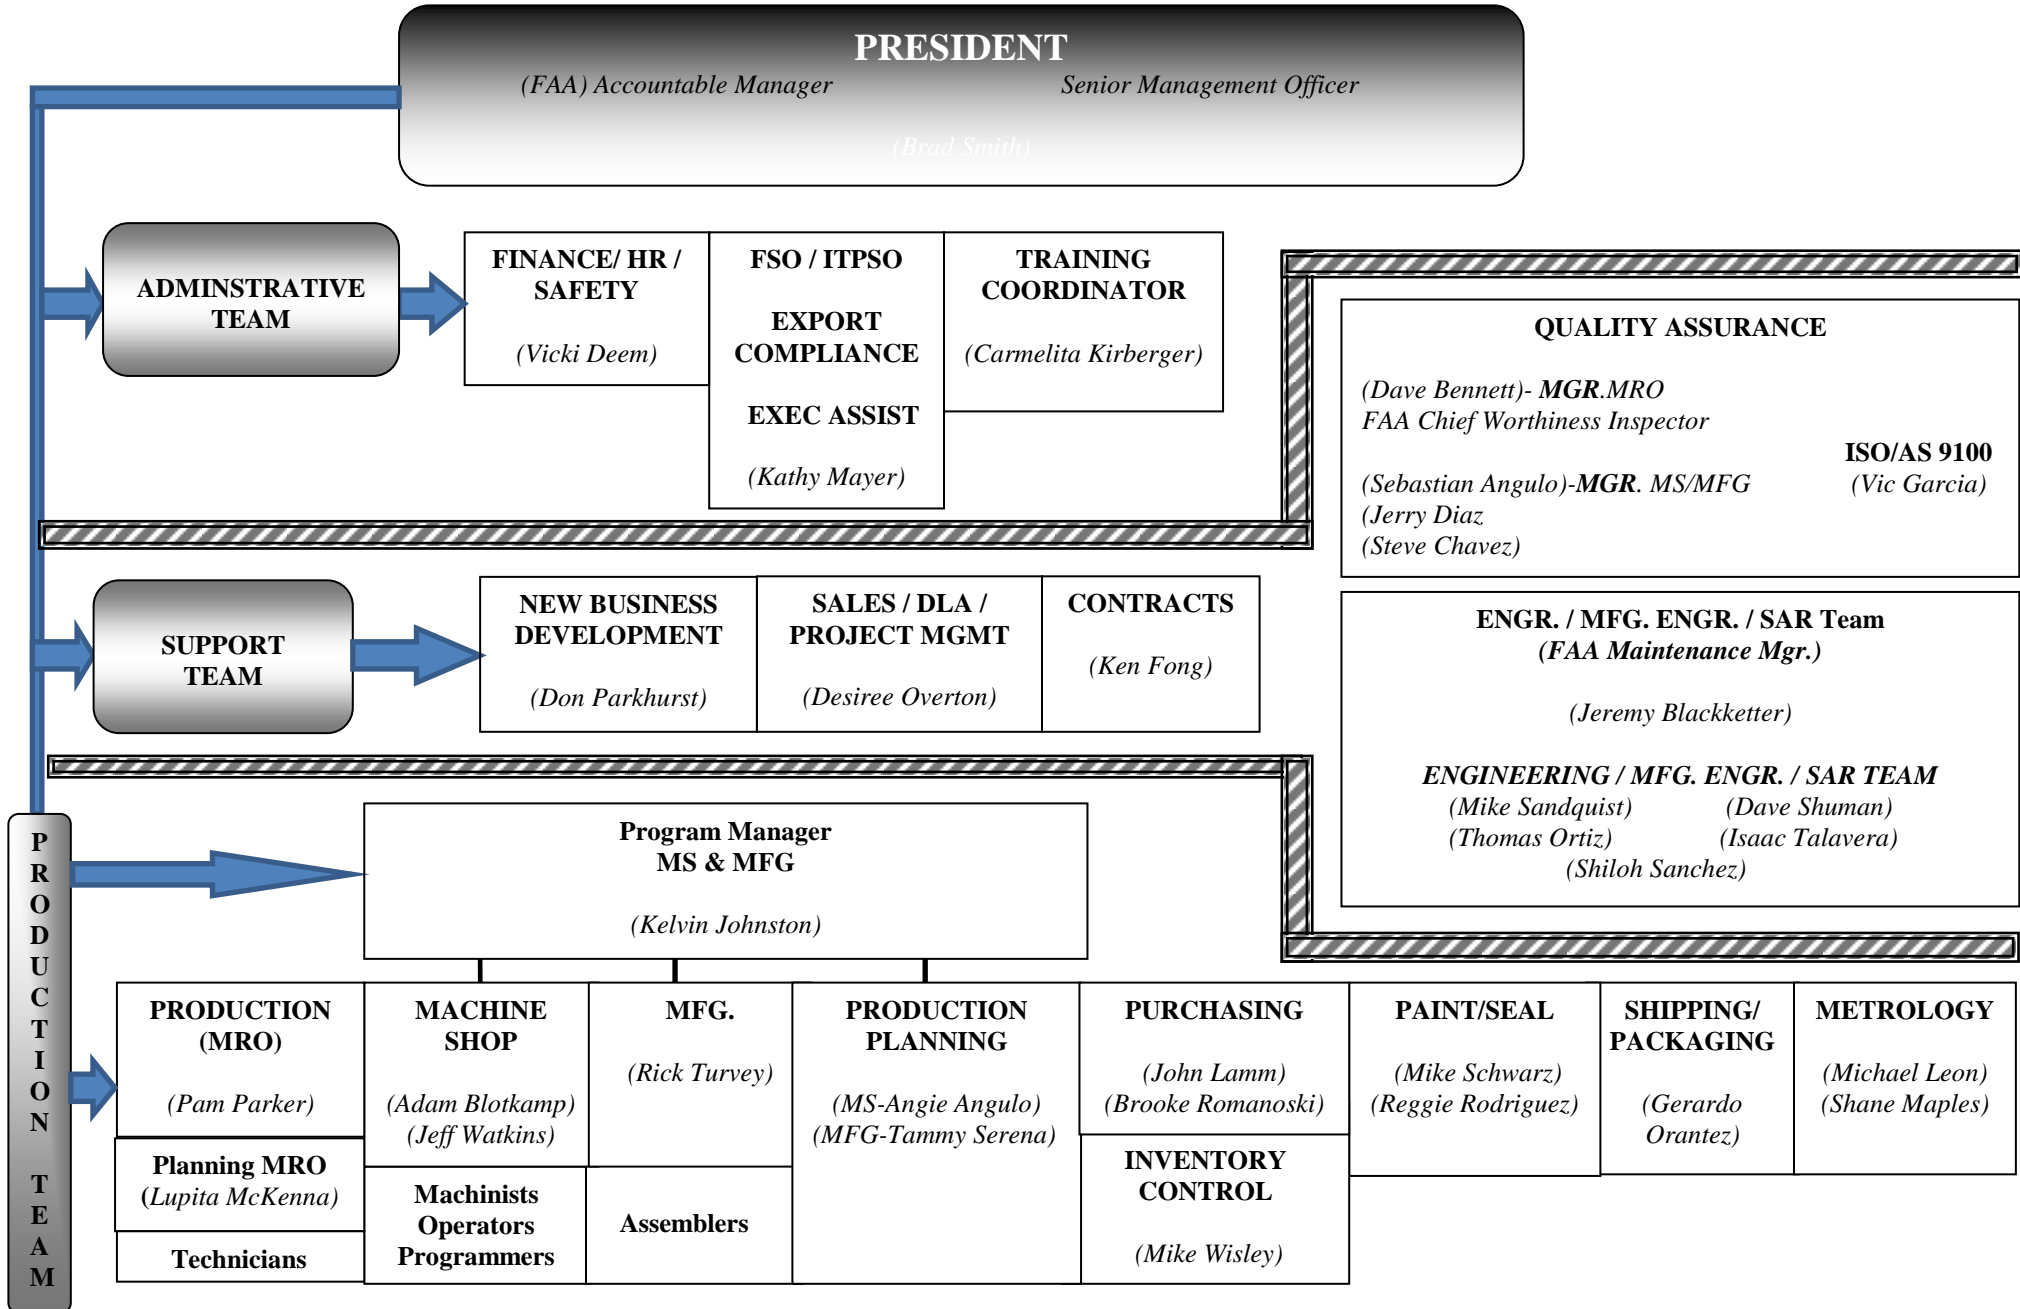 PRESIDENT
(FAA) Accountable Manager Senior Management Officer
(Brad Smith)
ADMINSTRATIVE
TEAM
FINANCE/ HR /
SAFETY
(Vicki Deem)
FSO / ITPSO
EXPORT
COMPLIANCE
EXEC ASSIST
(Kathy Mayer)
TRAINING
COORDINATOR
(Carmelita Kirberger)
QUALITY ASSURANCE
(Dave Bennett)- MGR.MRO
FAA Chief Worthiness Inspector
ISO/AS 9100
(Sebastian Angulo)-MGR. MS/MFG (Vic Garcia)
(Jerry Diaz
(Steve Chavez)
SUPPORT
TEAM
NEW BUSINESS
DEVELOPMENT
(Don Parkhurst)
SALES / DLA /
PROJECT MGMT
(Desiree Overton)
CONTRACTS
(Ken Fong)
ENGR. / MFG. ENGR. / SAR Team
(FAA Maintenance Mgr.)
(Jeremy Blackketter)
ENGINEERING / MFG. ENGR. / SAR TEAM
(Mike Sandquist) (Dave Shuman)
(Thomas Ortiz) (Isaac Talavera)
(Shiloh Sanchez)
PRODUCTION TEAM
Program Manager
MS & MFG
(Kelvin Johnston)
PRODUCTION
(MRO)
(Pam Parker)
Planning MRO
(Lupita McKenna)
Technicians
MACHINE
SHOP
(Adam Blotkamp)
(Jeff Watkins)
Machinists
Operators
Programmers
MFG.
(Rick Turvey)
Assemblers
PRODUCTION
PLANNING
(MS-Angie Angulo)
(MFG-Tammy Serena)
PURCHASING
(John Lamm)
(Brooke Romanoski)
INVENTORY
CONTROL
(Mike Wisley)
PAINT/SEAL
(Mike Schwarz)
(Reggie Rodriguez)
SHIPPING/
PACKAGING
(Gerardo
Orantez)
METROLOGY
(Michael Leon)
(Shane Maples)